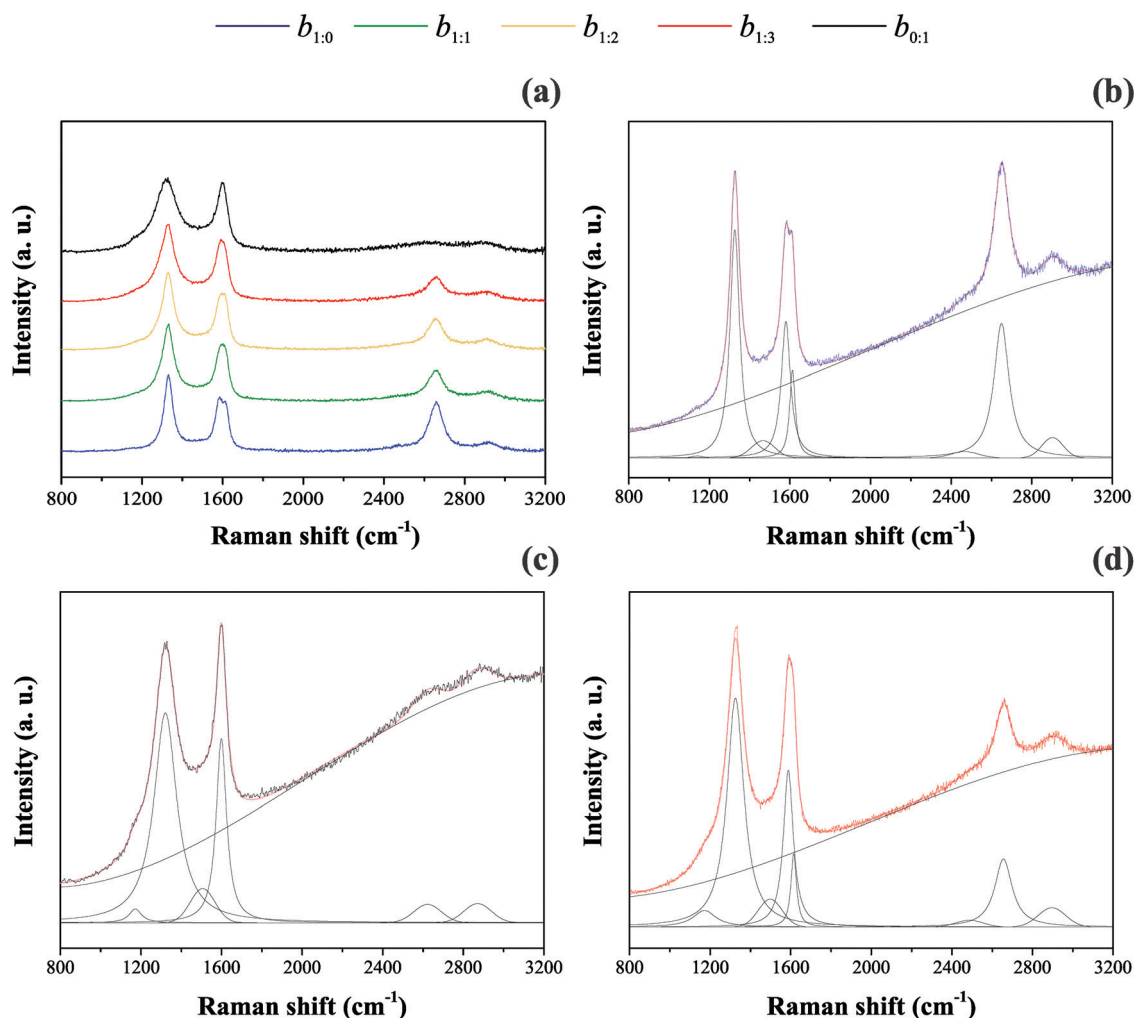 b1:0 b1:1 b1:2 b1:3 b0:1
(a)
Intensity (a. u.)
800 1200 1600 2000 2400 2800 3200
Raman shift (cm-1)
(b)
Intensity (a. u.)
800 1200 1600 2000 2400 2800 3200
Raman shift (cm-1)
(c)
Intensity (a. u.)
800 1200 1600 2000 2400 2800 3200
Raman shift (cm-1)
(d)
Intensity (a. u.)
800 1200 1600 2000 2400 2800 3200
Raman shift (cm-1)